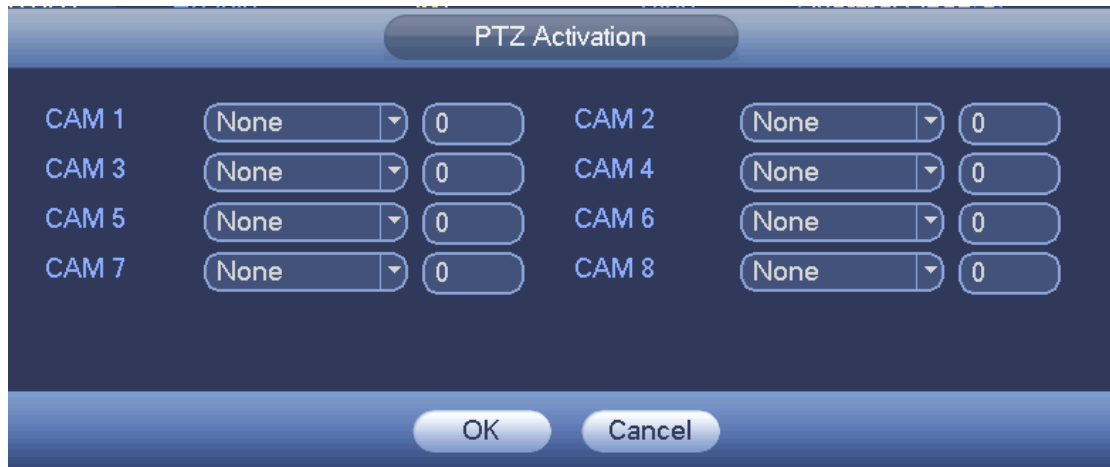 PTZ Activation
CAM 1 None 0 CAM 2 None 0
CAM 3 None 0 CAM 4 None 0
CAM 5 None 0 CAM 6 None 0
CAM 7 None 0 CAM 8 None 0
OK Cancel